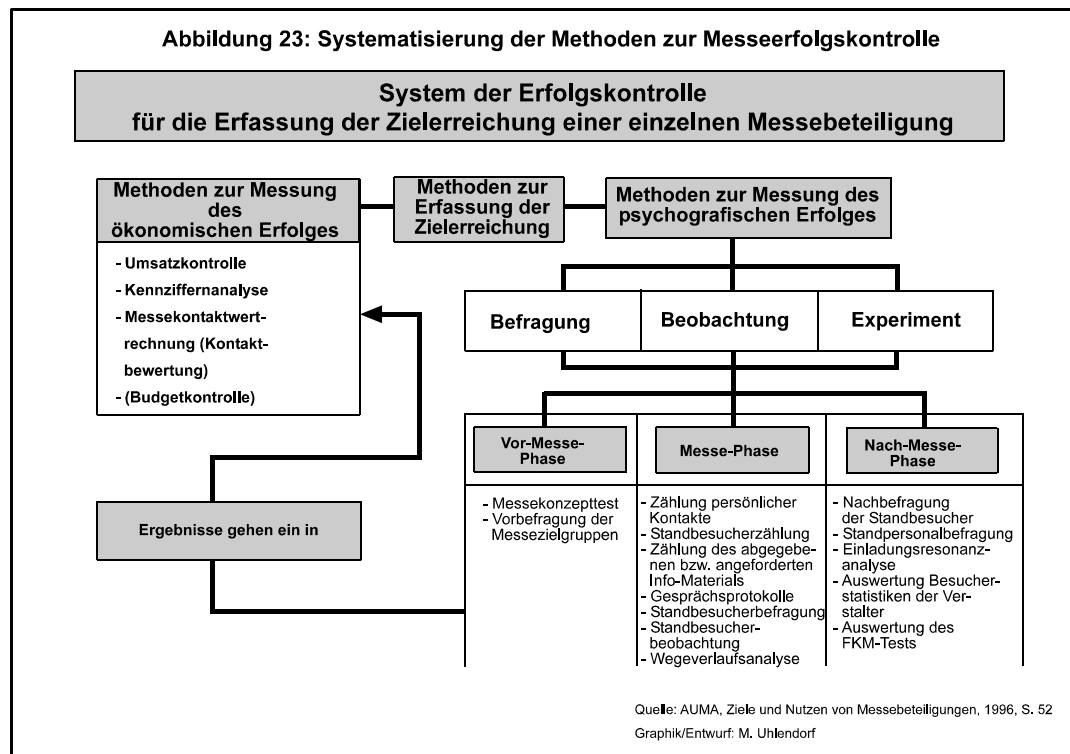 Abbildung 23: Systematisierung der Methoden zur Messeerfolgskontrolle
System der Erfolgskontrolle
für die Erfassung der Zielerreichung einer einzelnen Messebeteiligung
Methoden zur Messung
des
ökonomischen Erfolges
- Umsatzkontrolle
- Kennziffernanalyse
- Messekontaktwert-
rechnung (Kontakt-
bewertung)
- (Budgetkontrolle)
Methoden zur
Erfassung der
Zielerreichung
Methoden zur Messung des
psychografischen Erfolges
Befragung
Beobachtung
Experiment
Vor-Messe-
Phase
- Messekonzepttest
- Vorbefragung der
Messezielgruppen
Messe-Phase
- Zählung persönlicher
Kontakte
- Standbesucherzählung
- Zählung des abgegebe-
nen bzw. angeforderten
Info-Materials
- Gesprächsprotokolle
- Standbesucherbefragung
- Standbesucher-
beobachtung
- Wegeverlaufsanalyse
Nach-Messe-
Phase
- Nachbefragung
der Standbesucher
- Standpersonalbefragung
- Einladungsresonanz-
analyse
- Auswertung Besucher-
statistiken der Ver-
stalter
- Auswertung des
FKM-Tests
Ergebnisse gehen ein in
Quelle: AUMA, Ziele und Nutzen von Messebeteiligungen, 1996, S. 52
Graphik/Entwurf: M. Uhlendorf